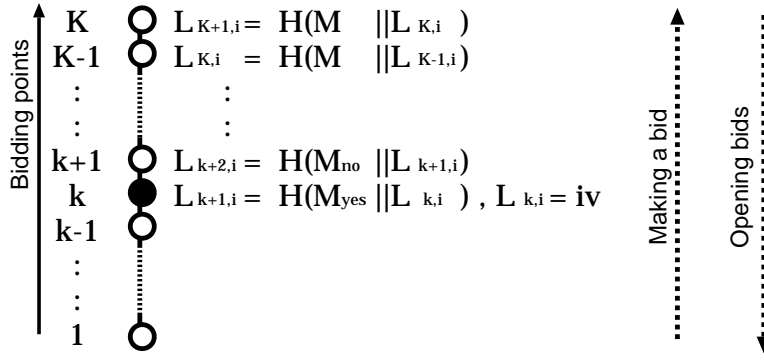 K L K+1,i = H(M ||L K,i )
K-1 L K,i = H(M ||L K-1,i )
: :
: :
k+1 L k+2,i = H(Mno ||L k+1,i )
k L k+1,i = H(Myes ||L k,i ) , L k,i = iv
k-1
:
:
1
Bidding points
Making a bid
Opening bids